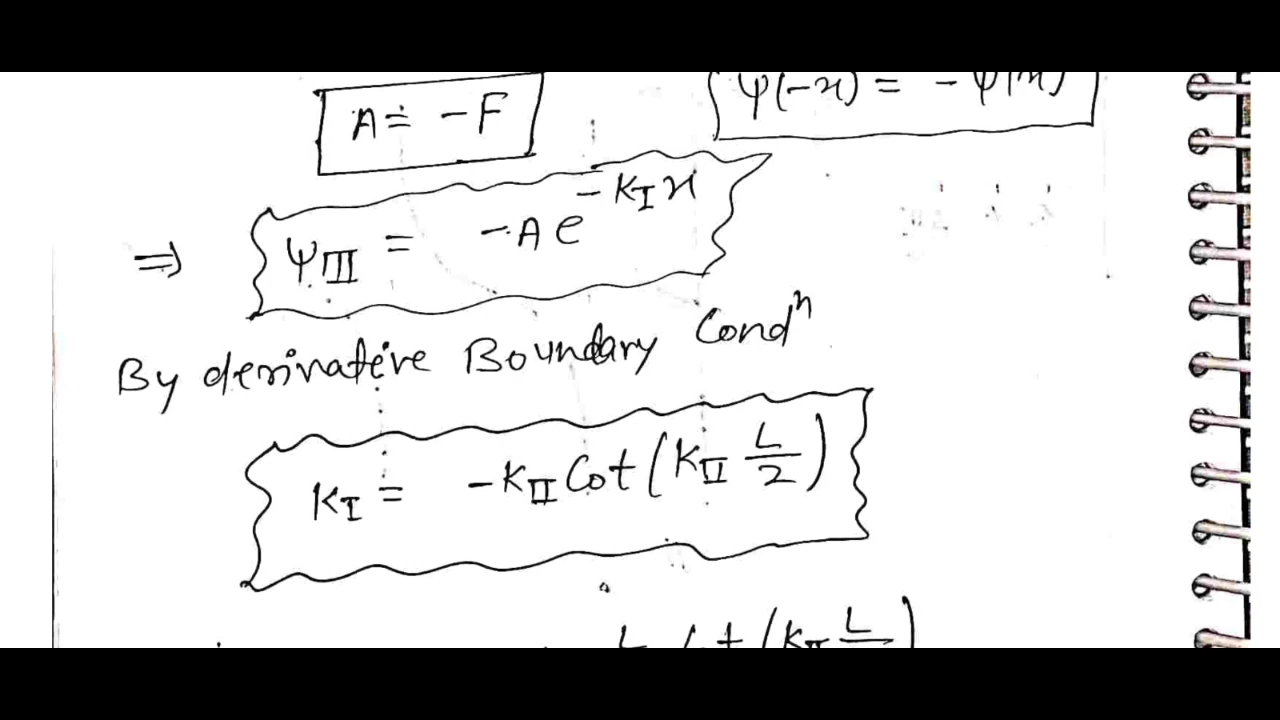 A = -F
ψ(-x) = -ψ(x)
⇒ ψ_III = -A e^{-K_I x}
By derivative Boundary Condⁿ
K_I = -K_II Cot (K_II L/2)